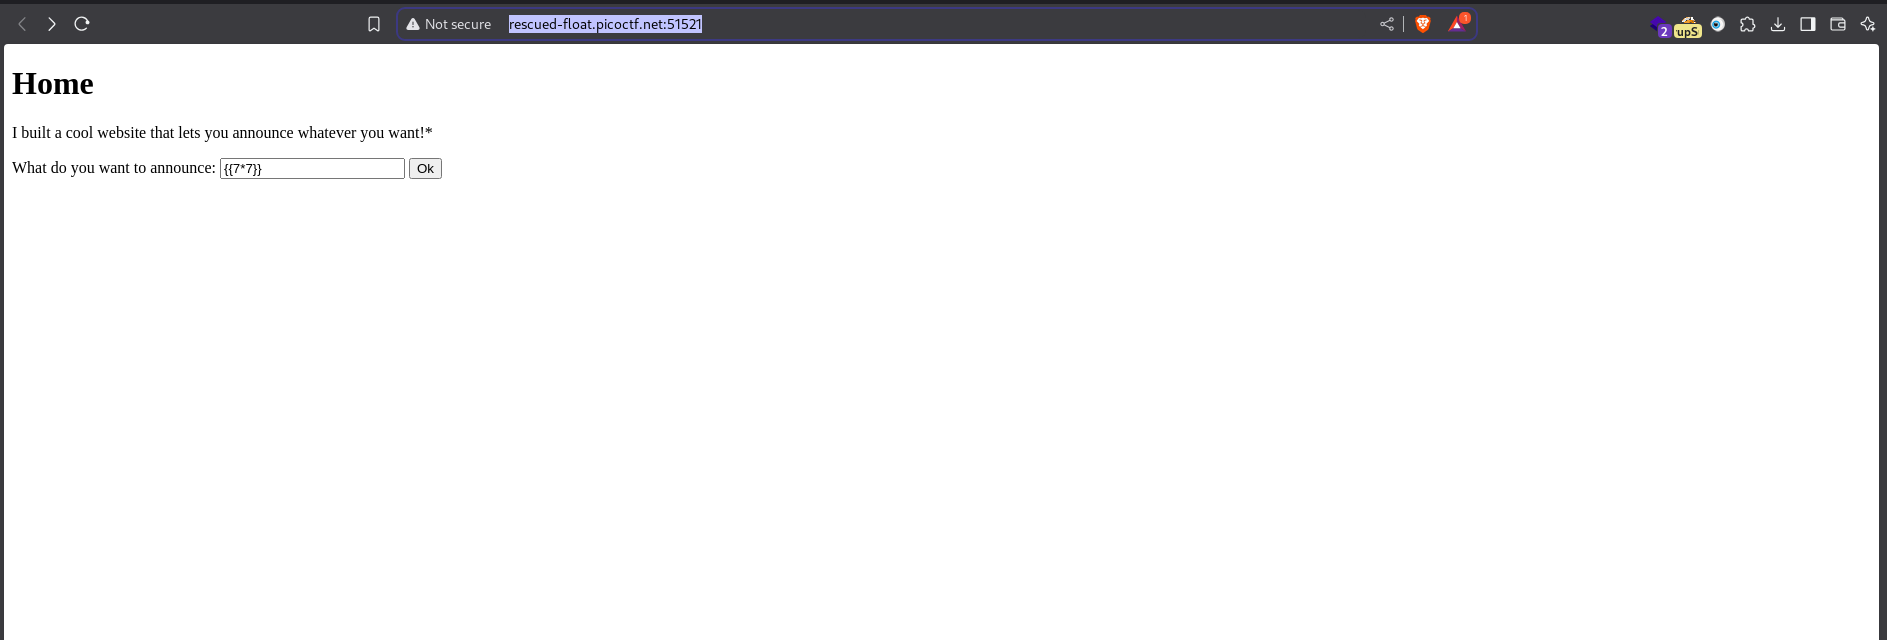 Not secure rescued-float.picoctf.net:51521 1
2 upS
Home
I built a cool website that lets you announce whatever you want!*
What do you want to announce: {{7*7}} Ok